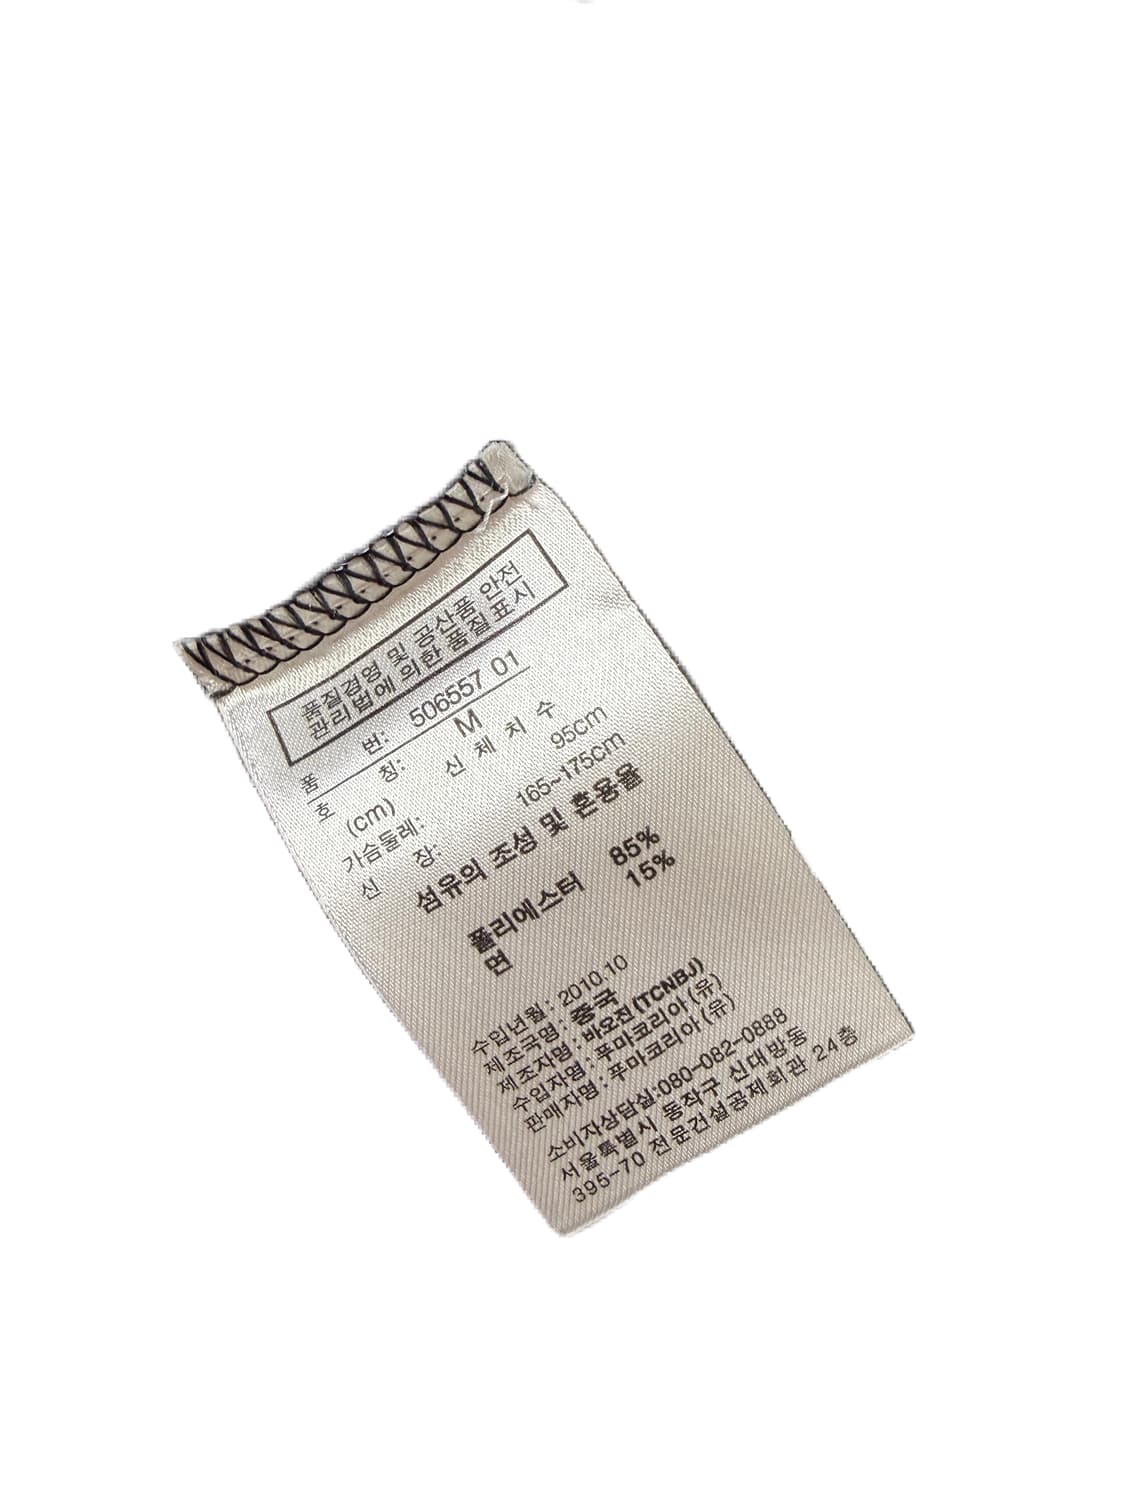 품질경영 및 공산품 안전
관리법에 의한 품질표시
품 번: 506557 01
호 칭: M
(cm) 신 체 치 수
가슴둘레: 95cm
신 장: 165~175cm
섬유의 조성 및 혼용율
폴리에스터 85%
면 15%
수입년월: 2010.10
제조국명: 중국
제조자명: 바오진(TCNBJ)
수입자명: 푸마코리아(유)
판매자명: 푸마코리아(유)
소비자상담실:080-082-0888
서울특별시 동작구 신대방동
395-70 전문건설공제회관 24층